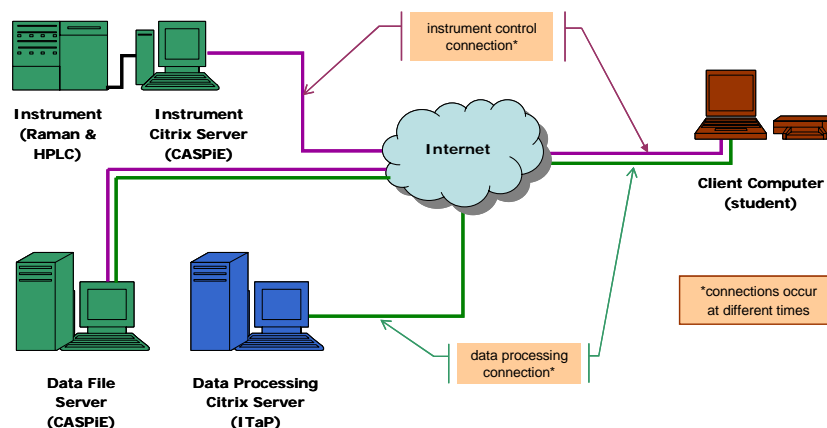 instrument control
connection*
Instrument
(Raman &
HPLC)
Instrument
Citrix Server
(CASPiE)
Internet
Client Computer
(student)
*connections occur
at different times
data processing
connection*
Data File
Server
(CASPiE)
Data Processing
Citrix Server
(ITaP)